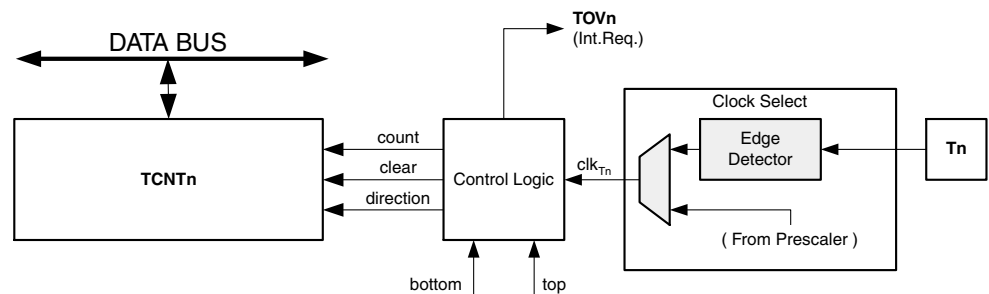 TOVn
(Int.Req.)
DATA BUS
Clock Select
count
Edge
Detector
Tn
TCNTn
clear
Control Logic
clkTn
direction
( From Prescaler )
bottom
top